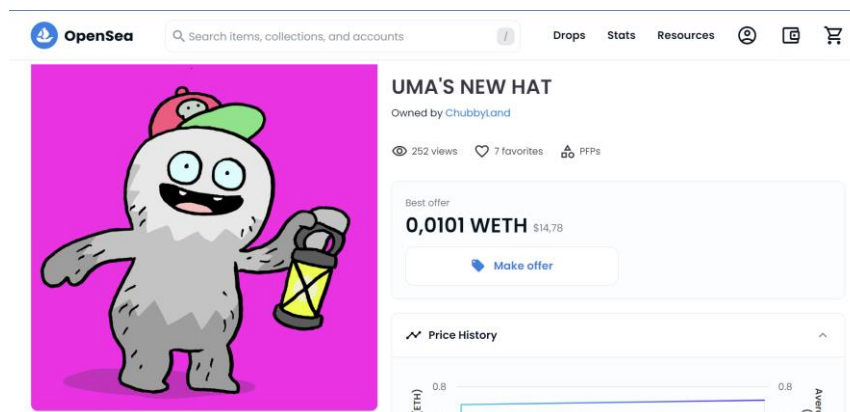 OpenSea
Search items, collections, and accounts
/
Drops
Stats
Resources
UMA'S NEW HAT
Owned by ChubbyLand
252 views
7 favorites
PFPs
Best offer
0,0101 WETH $14,78
Make offer
Price History
0.8
0.8